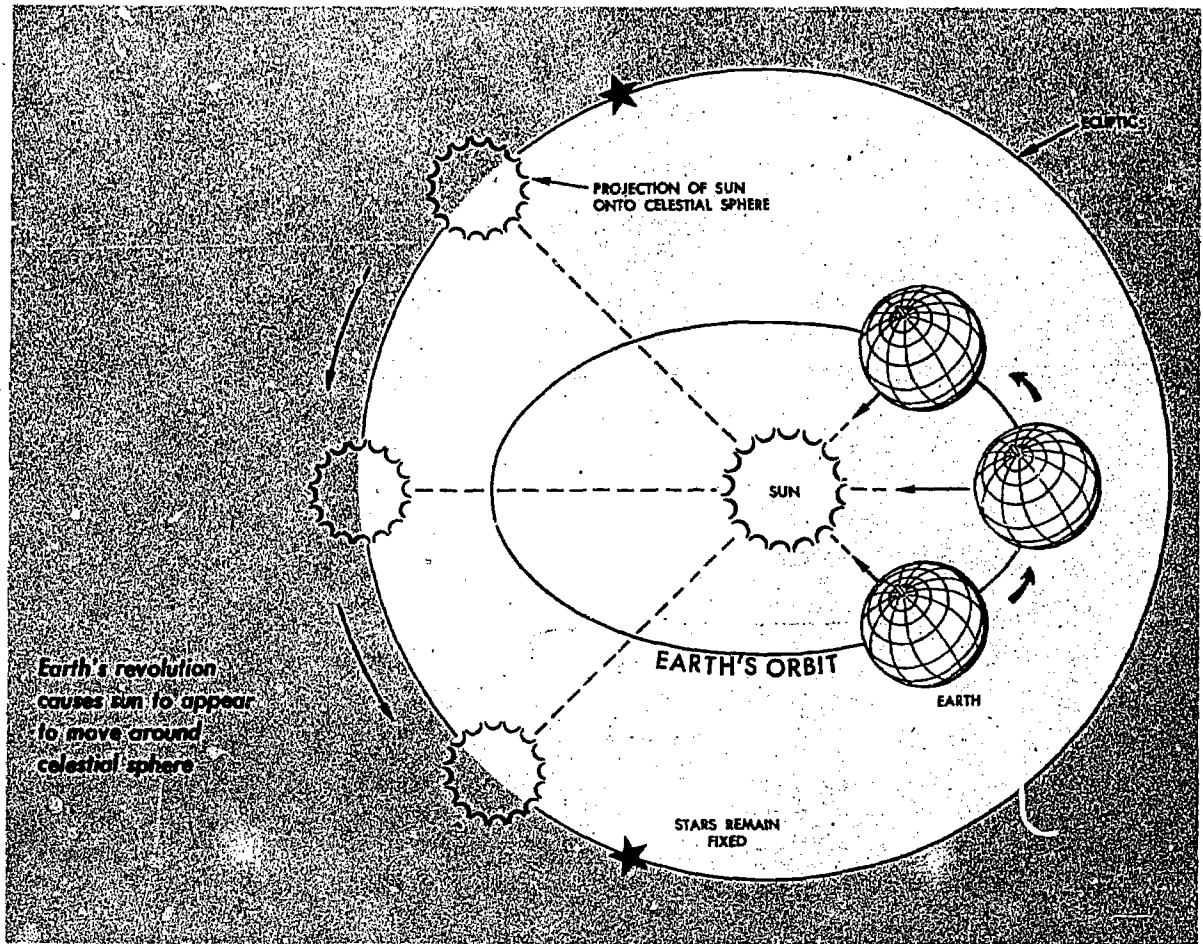 ECLIPTIC
PROJECTION OF SUN
ONTO CELESTIAL SPHERE
SUN
EARTH'S ORBIT
EARTH
Earth's revolution
causes sun to appear
to move around
celestial sphere
STARS REMAIN
FIXED